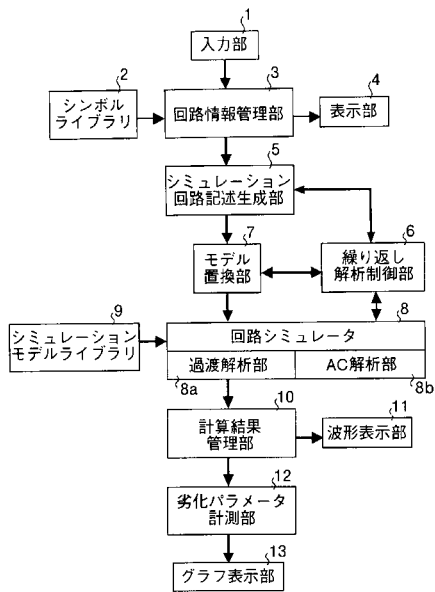 1
入力部
2
シンボル
ライブラリ
3
回路情報管理部
4
表示部
5
シミュレーション
回路記述生成部
6
繰り返し
解析制御部
7
モデル
置換部
8
回路シミュレータ
過渡解析部
AC解析部
8a
8b
9
シミュレーション
モデルライブラリ
10
計算結果
管理部
11
波形表示部
12
劣化パラメータ
計測部
13
グラフ表示部